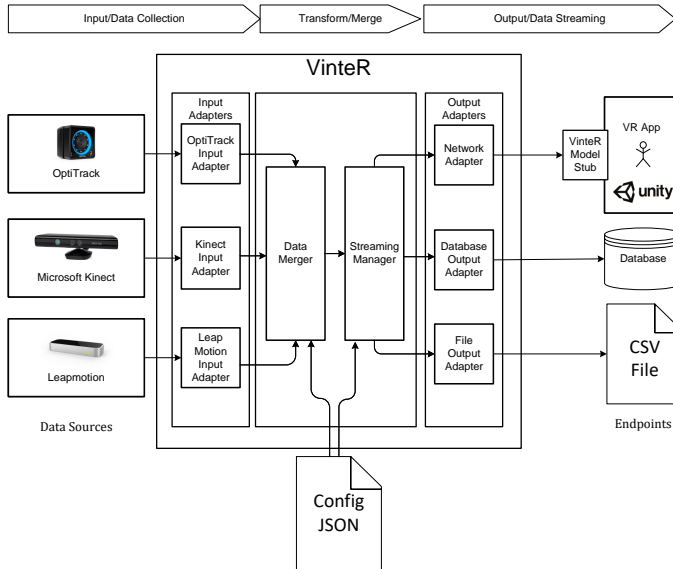 Input/Data Collection
Transform/Merge
Output/Data Streaming
VinteR
Input
Adapters
Output
Adapters
OptiTrack
OptiTrack
Input
Adapter
Network
Adapter
VinteR
Model
Stub
VR App
unity
Microsoft Kinect
Kinect
Input
Adapter
Data
Merger
Streaming
Manager
Database
Output
Adapter
Database
Leapmotion
Leap
Motion
Input
Adapter
File
Output
Adapter
CSV
File
Data Sources
Endpoints
Config
JSON